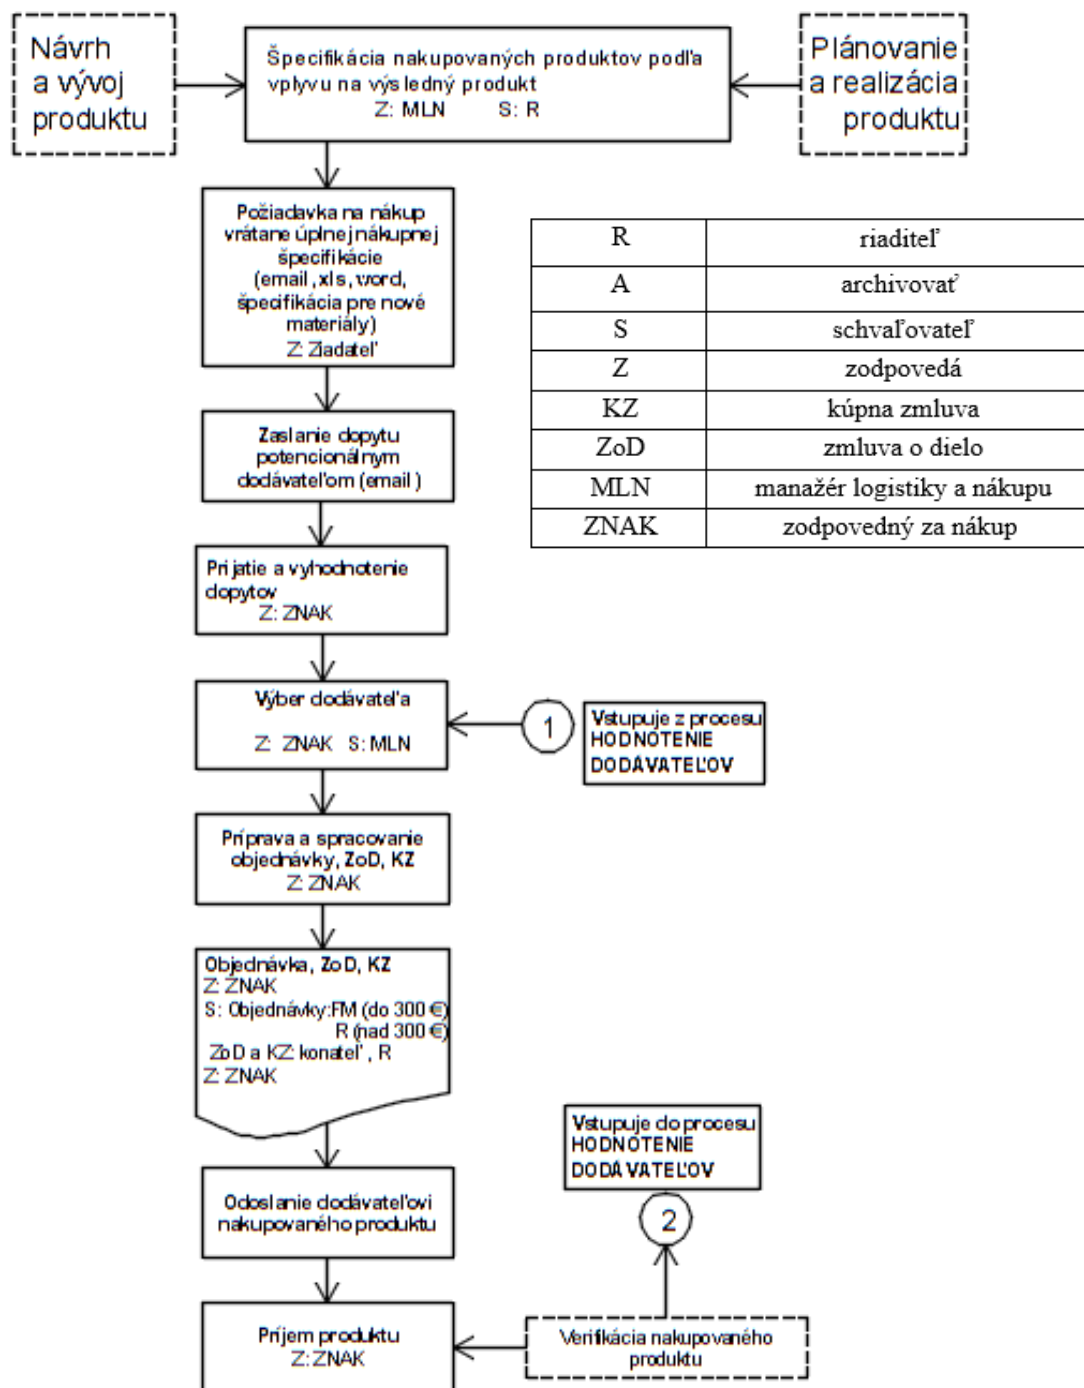 Návrh
a vývoj
produktu
Špecifikácia nakupovaných produktov podľa
vplyvu na výsledný produkt
Z: MLN S: R
Plánovanie
a realizácia
produktu
Požiadavka na nákup
vrátane úplnej nákupnej
špecifikácie
(email, xls, word,
špecifikácia pre nové
materiály)
Z: Ziadateľ
R riaditeľ
A archivovať
S schvaľovateľ
Z zodpovedá
KZ kúpna zmluva
ZoD zmluva o dielo
MLN manažér logistiky a nákupu
ZNAK zodpovedný za nákup
Zaslanie dopytu
potencionálnym
dodávateľom (email)
Prijatie a vyhodnotenie
dopytov
Z: ZNAK
Výber dodávateľa
Z: ZNAK S: MLN
1
Vstupuje z procesu
HODNOTENIE
DODÁVATEĽOV
Príprava a spracovanie
objednávky, ZoD, KZ
Z: ZNAK
Objednávka, ZoD, KZ
Z: ZNAK
S: Objednávky:FM (do 300 €)
R (nad 300 €)
ZoD a KZ: konateľ, R
Z: ZNAK
Vstupuje do procesu
HODNOTENIE
DODÁVATEĽOV
2
Odoslanie dodávateľovi
nakupovaného produktu
Príjem produktu
Z: ZNAK
Verifikácia nakupovaného
produktu